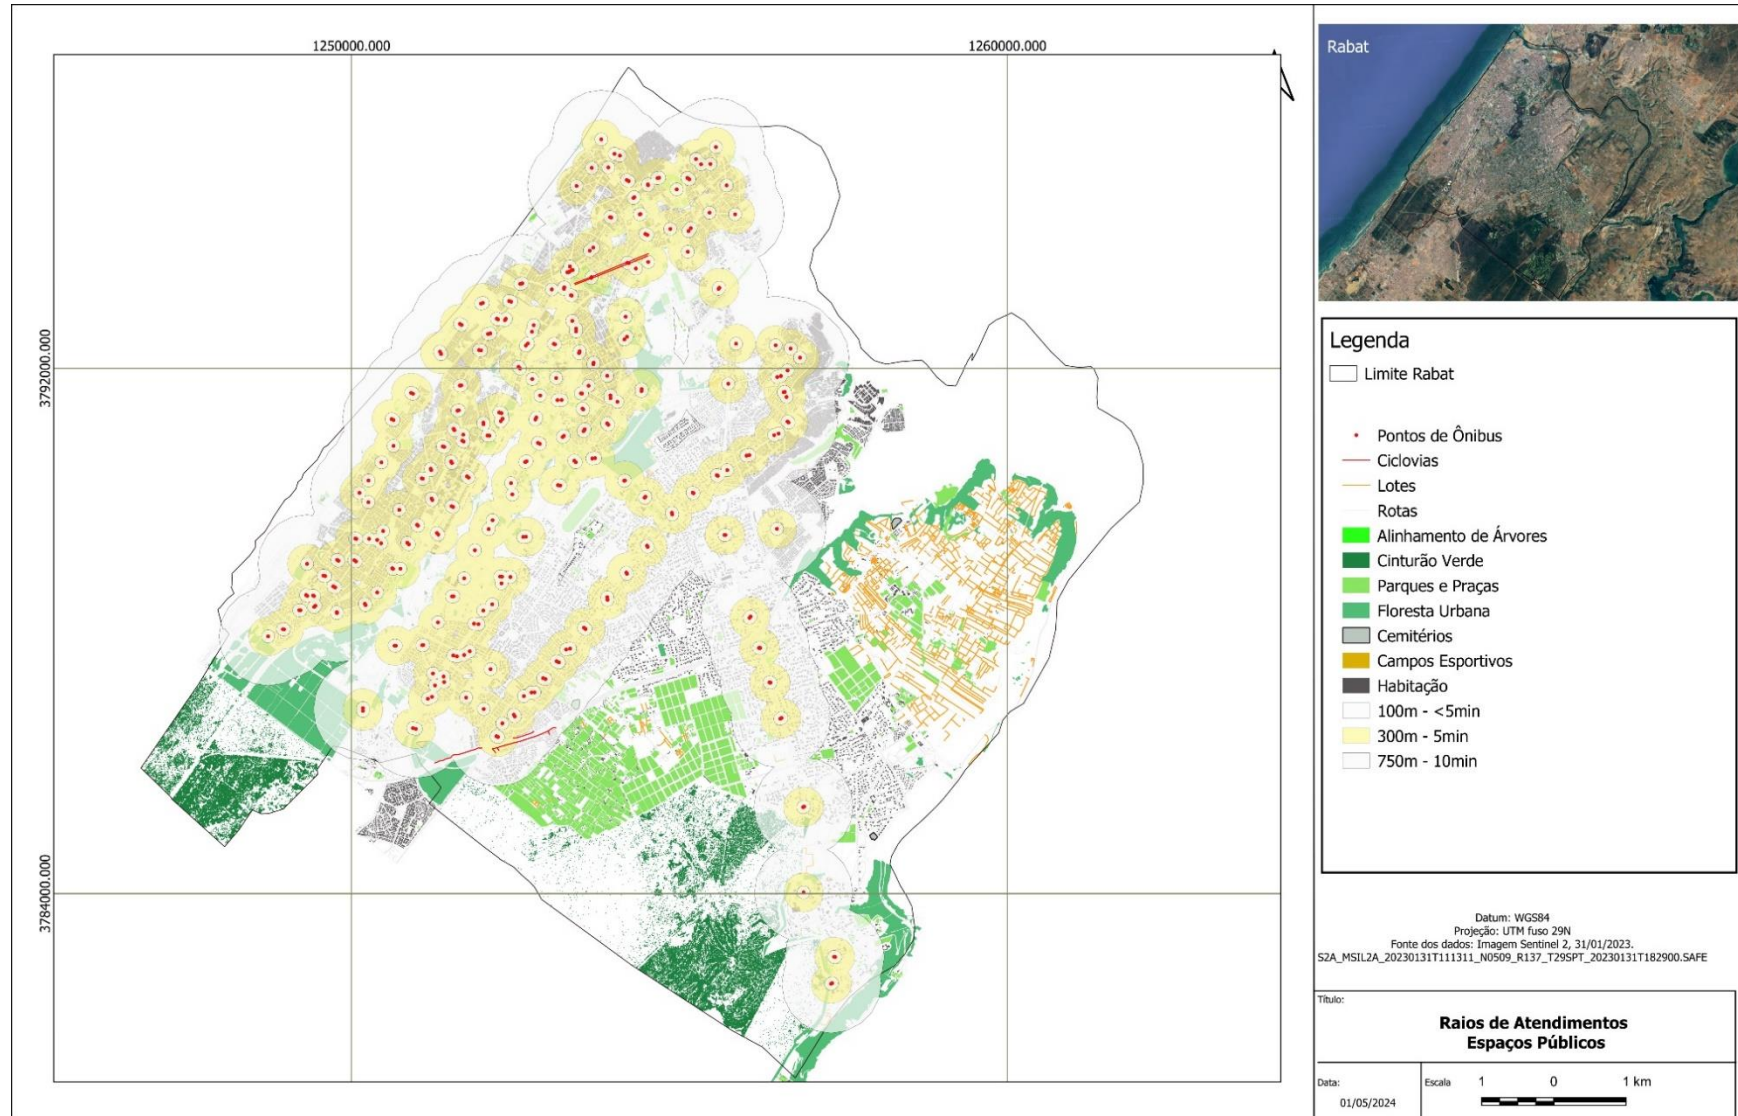 1250000.000
1260000.000
3792000.000
3784000.000
Rabat
Legenda
Limite Rabat
Pontos de Ônibus
Ciclovias
Lotes
Rotas
Alinhamento de Árvores
Cinturão Verde
Parques e Praças
Floresta Urbana
Cemitérios
Campos Esportivos
Habitação
100m - <5min
300m - 5min
750m - 10min
Datum: WGS84
Projeção: UTM fuso 29N
Fonte dos dados: Imagem Sentinel 2, 31/01/2023.
S2A_MSIL2A_20230131T111311_N0509_R137_T29SPT_20230131T182900.SAFE
Título:
Raios de Atendimentos
Espaços Públicos
Data:
01/05/2024
Escala
1 0 1 km